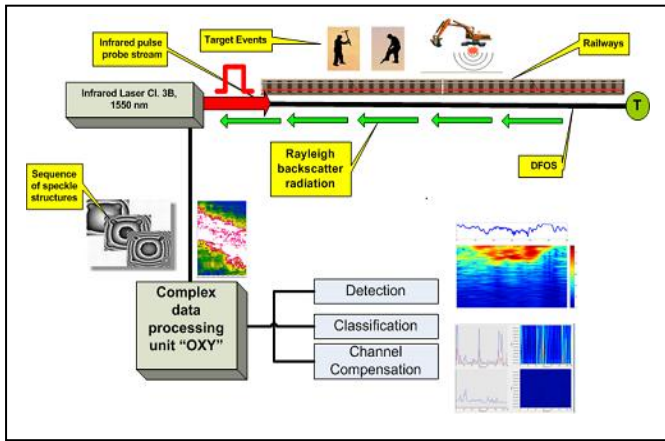 Target Events
Infrared pulse
probe stream
Railways
Infrared Laser Cl. 3B,
1550 nm
T
Rayleigh
backscatter
radiation
DFOS
Sequence
of speckle
structures
Complex
data
processing
unit “OXY”
Detection
Classification
Channel
Compensation